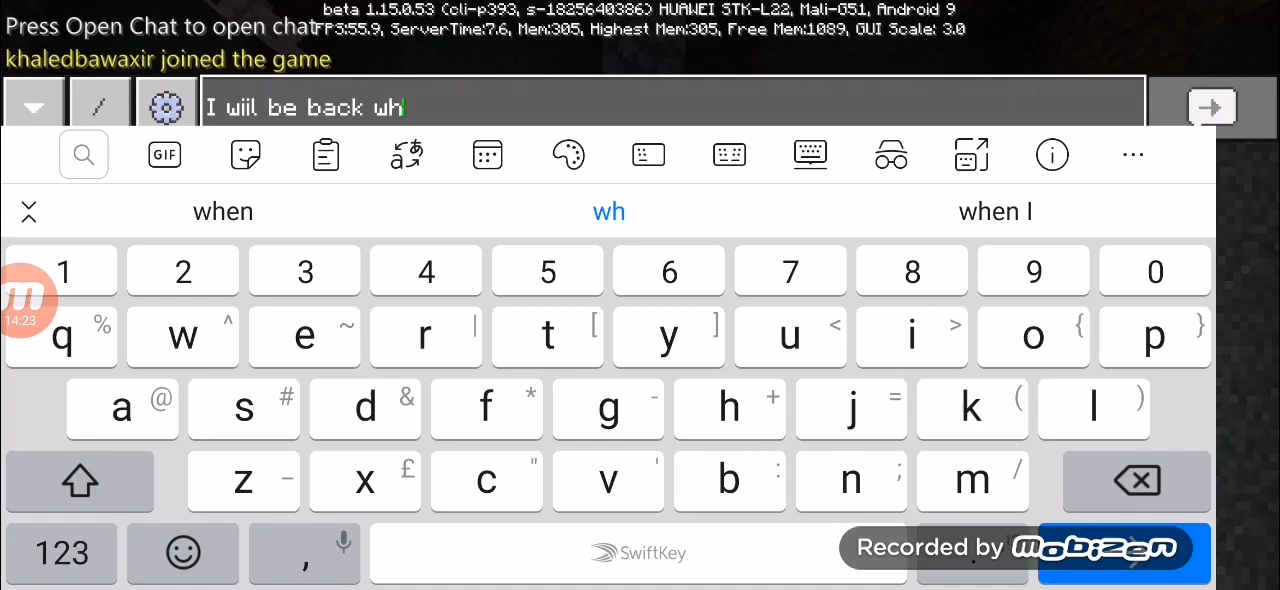 beta 1.15.0.53 (cli-p393, s-1825640386) HUAWEI STK-L22, Mali-G51, Android 9
Press Open Chat to open chat
FPS:55.9, ServerTime:7.6, Mem:305, Highest Mem:305, Free Mem:1089, GUI Scale: 3.0
khaledbawaxir joined the game
/ I wiil be back wh
GIF
when wh when I
1 2 3 4 5 6 7 8 9 0
14:23
q % w ^ e ~ r | t [ y ] u < i > o { p }
a @ s # d & f * g - h + j = k ( l )
z _ x £ c " v ' b : n ; m /
123 , SwiftKey .
Recorded by mobizen